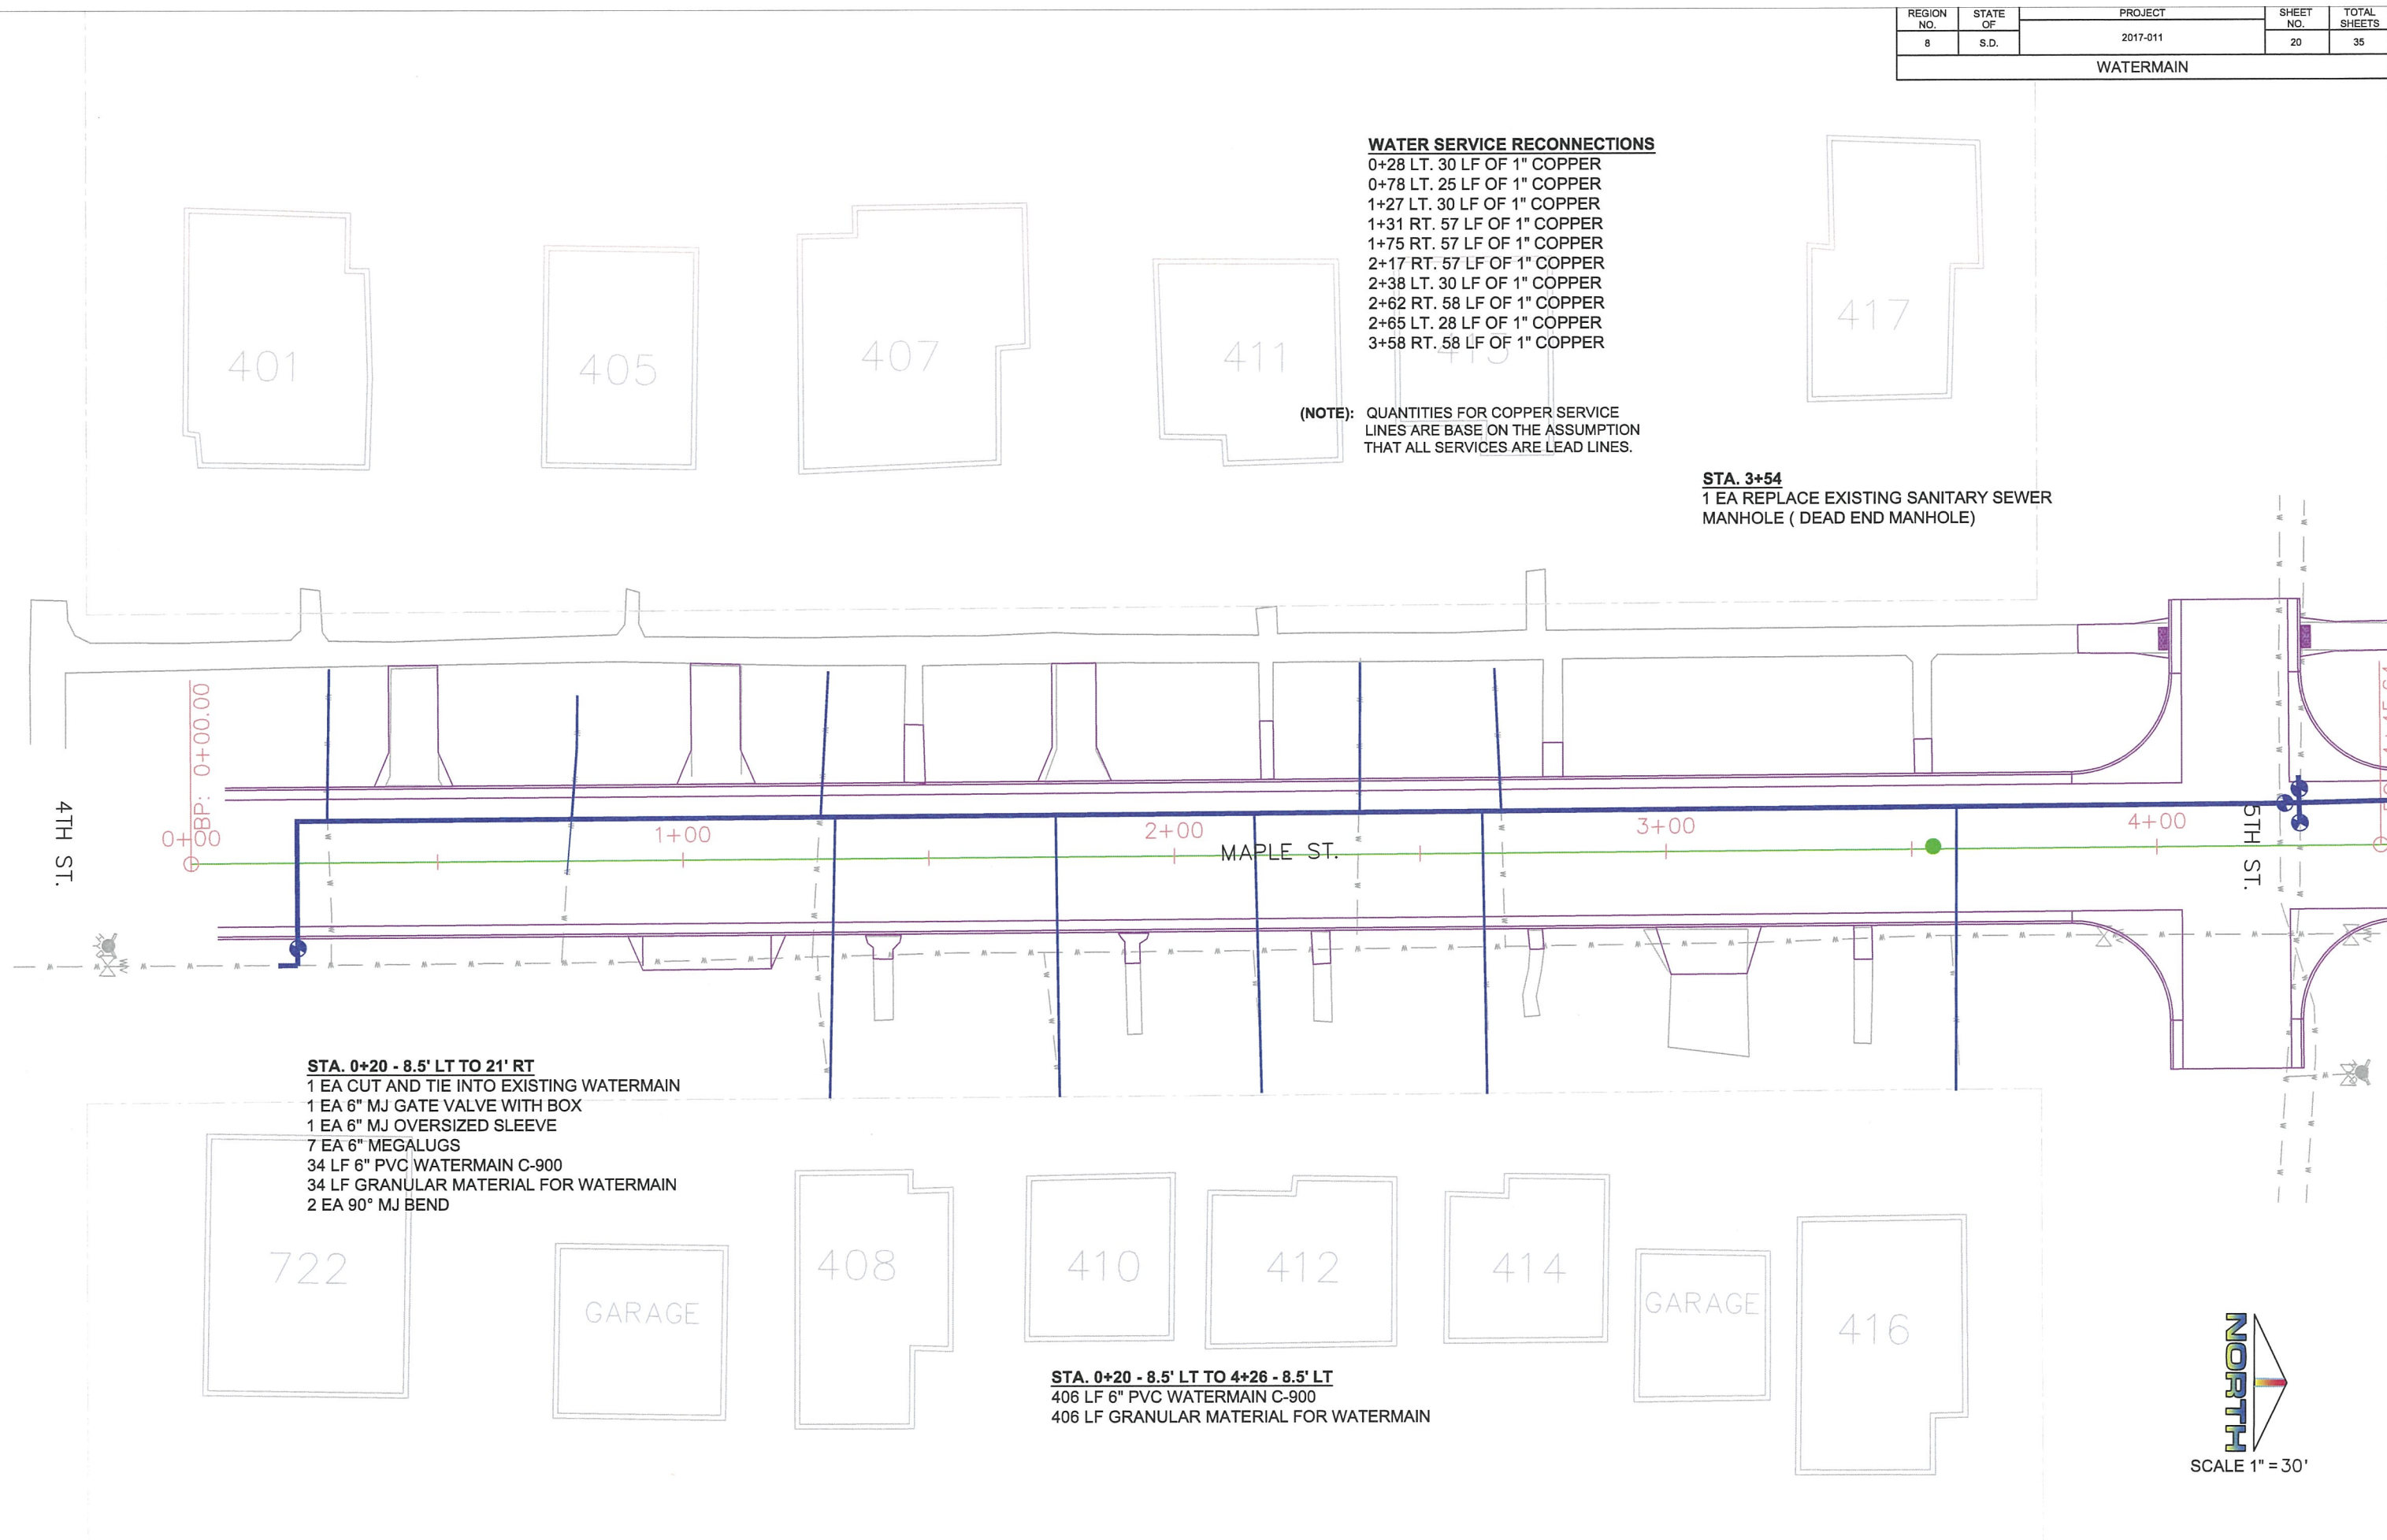 REGION NO.
STATE OF
PROJECT
SHEET NO.
TOTAL SHEETS
8
S.D.
2017-011
20
35
WATERMAIN
WATER SERVICE RECONNECTIONS
0+28 LT. 30 LF OF 1" COPPER
0+78 LT. 25 LF OF 1" COPPER
1+27 LT. 30 LF OF 1" COPPER
1+31 RT. 57 LF OF 1" COPPER
1+75 RT. 57 LF OF 1" COPPER
2+17 RT. 57 LF OF 1" COPPER
2+38 LT. 30 LF OF 1" COPPER
2+62 RT. 58 LF OF 1" COPPER
2+65 LT. 28 LF OF 1" COPPER
3+58 RT. 58 LF OF 1" COPPER
(NOTE): QUANTITIES FOR COPPER SERVICE
LINES ARE BASE ON THE ASSUMPTION
THAT ALL SERVICES ARE LEAD LINES.
401
405
407
411
417
STA. 3+54
1 EA REPLACE EXISTING SANITARY SEWER
MANHOLE ( DEAD END MANHOLE)
BP: 0+00.00
4TH ST.
0+00
1+00
2+00
3+00
4+00
MAPLE ST.
5TH ST.
STA. 0+20 - 8.5' LT TO 21' RT
1 EA CUT AND TIE INTO EXISTING WATERMAIN
1 EA 6" MJ GATE VALVE WITH BOX
1 EA 6" MJ OVERSIZED SLEEVE
7 EA 6" MEGALUGS
34 LF 6" PVC WATERMAIN C-900
34 LF GRANULAR MATERIAL FOR WATERMAIN
2 EA 90° MJ BEND
722
GARAGE
408
410
412
414
GARAGE
416
STA. 0+20 - 8.5' LT TO 4+26 - 8.5' LT
406 LF 6" PVC WATERMAIN C-900
406 LF GRANULAR MATERIAL FOR WATERMAIN
NORTH
SCALE 1" = 30'